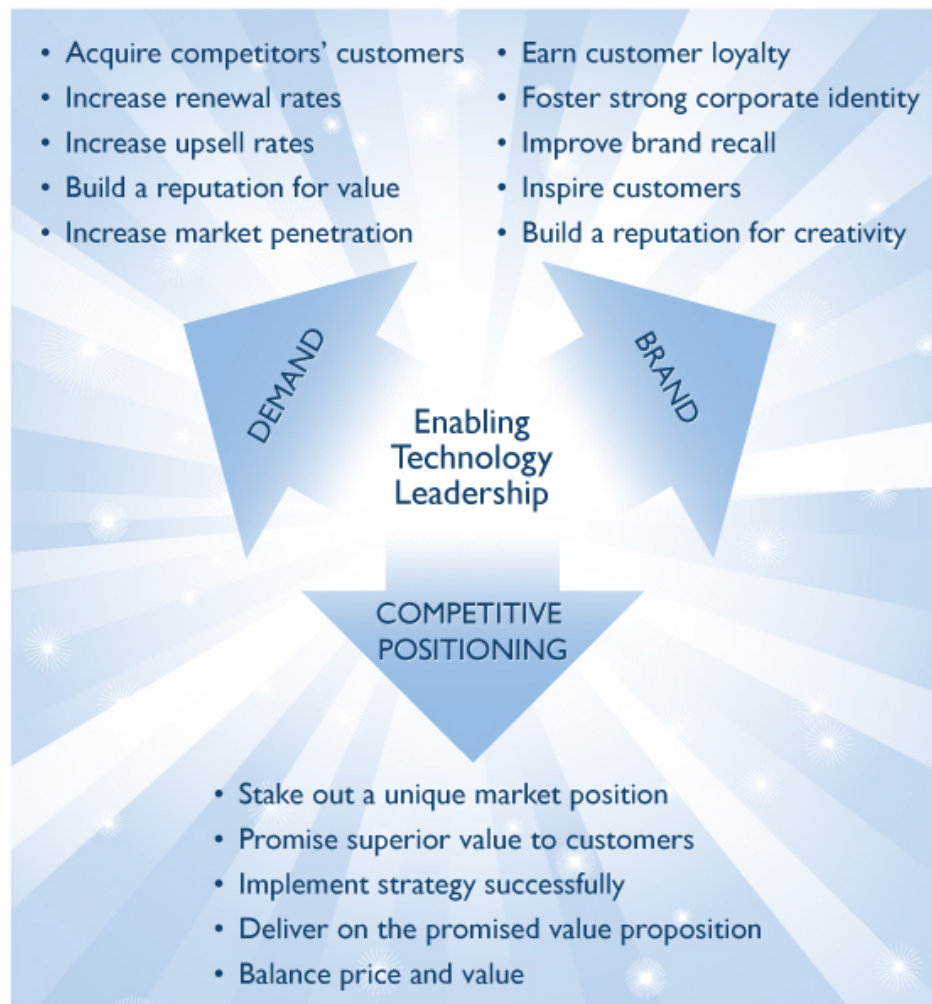 • Acquire competitors’ customers
• Increase renewal rates
• Increase upsell rates
• Build a reputation for value
• Increase market penetration
• Earn customer loyalty
• Foster strong corporate identity
• Improve brand recall
• Inspire customers
• Build a reputation for creativity
DEMAND
BRAND
Enabling
Technology
Leadership
COMPETITIVE
POSITIONING
• Stake out a unique market position
• Promise superior value to customers
• Implement strategy successfully
• Deliver on the promised value proposition
• Balance price and value